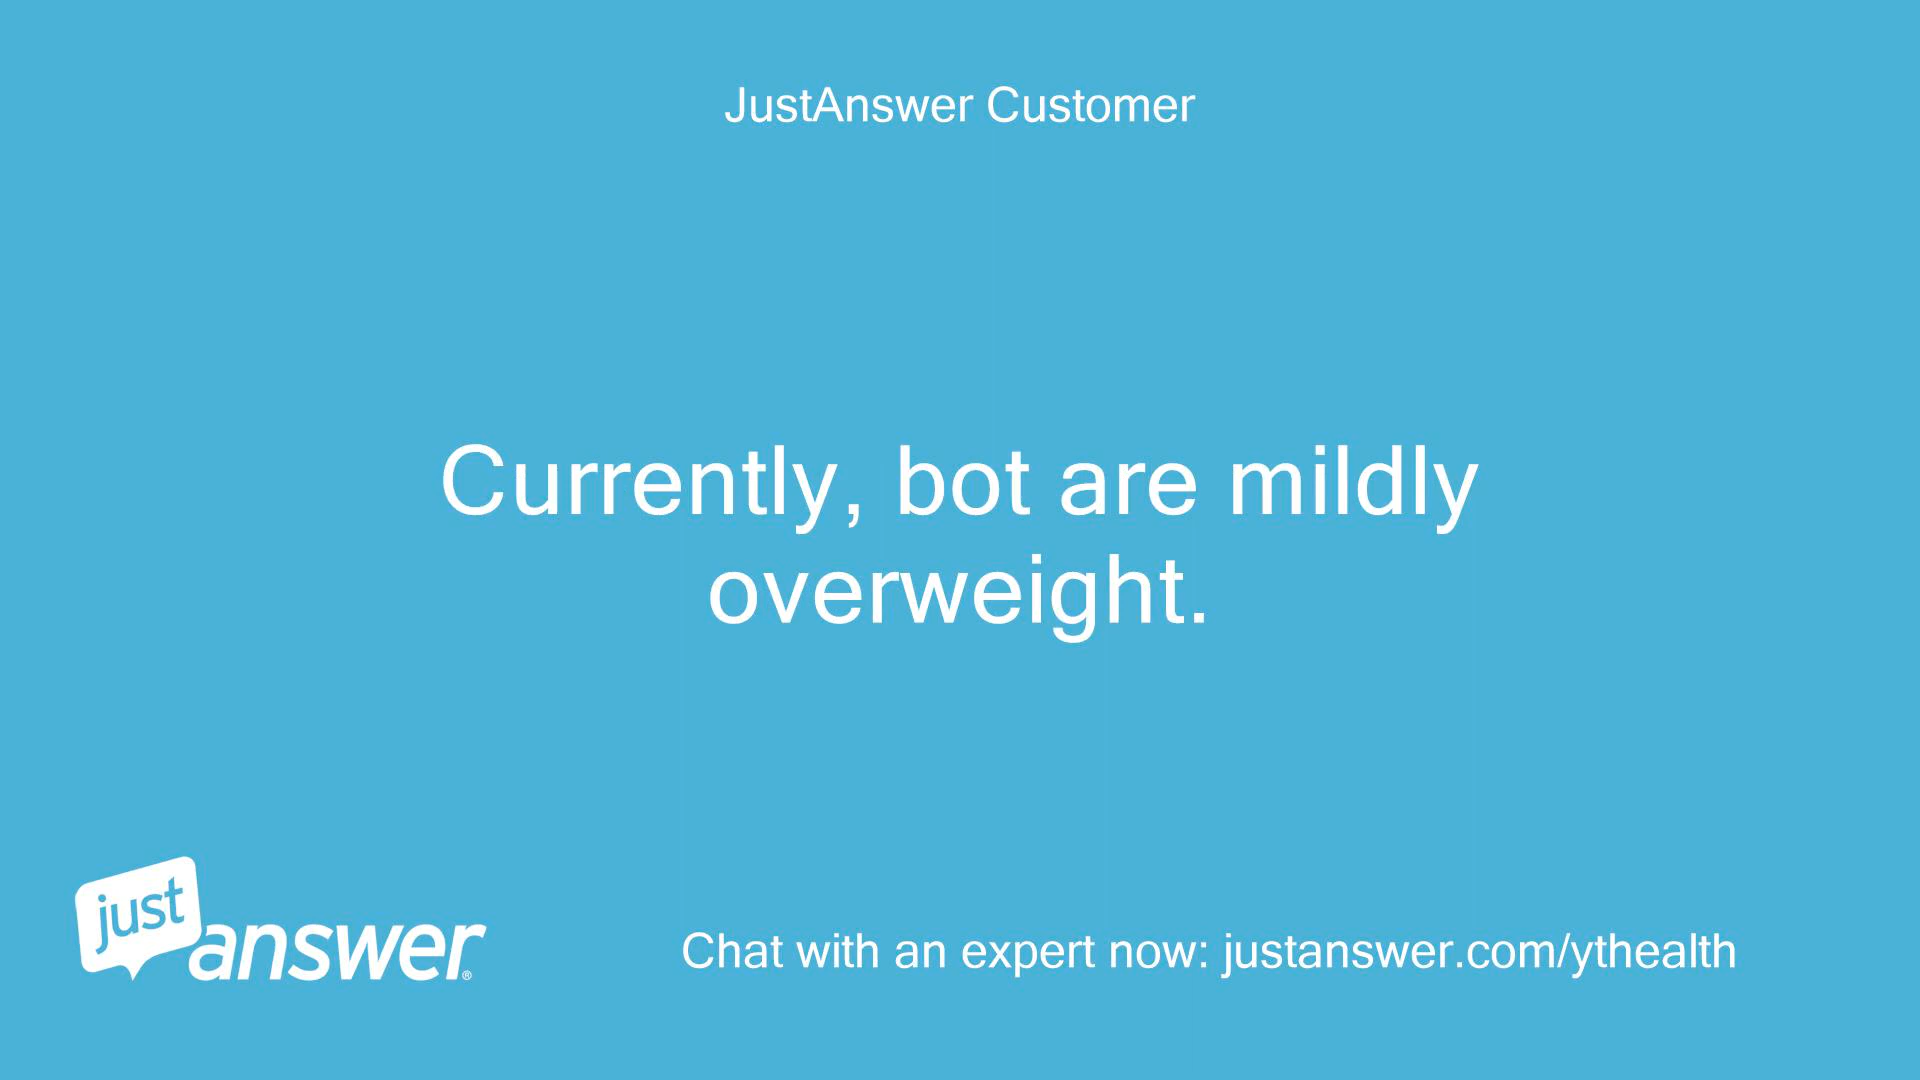 JustAnswer Customer
Currently, bot are mildly
overweight.
just
answer®
Chat with an expert now: justanswer.com/ythealth